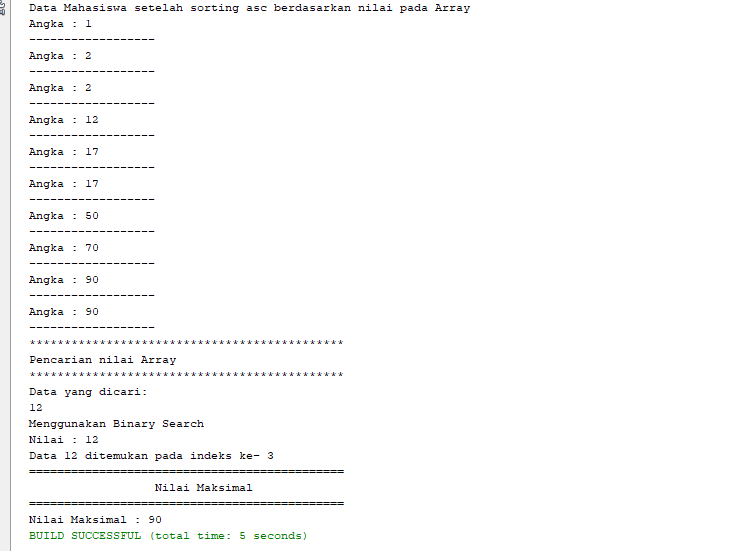 Data Mahasiswa setelah sorting asc berdasarkan nilai pada Array
Angka : 1
------------------
Angka : 2
------------------
Angka : 2
------------------
Angka : 12
------------------
Angka : 17
------------------
Angka : 17
------------------
Angka : 50
------------------
Angka : 70
------------------
Angka : 90
------------------
Angka : 90
------------------
*********************************************
Pencarian nilai Array
*********************************************
Data yang dicari:
12
Menggunakan Binary Search
Nilai : 12
Data 12 ditemukan pada indeks ke- 3
=============================================
Nilai Maksimal
=============================================
Nilai Maksimal : 90
BUILD SUCCESSFUL (total time: 5 seconds)